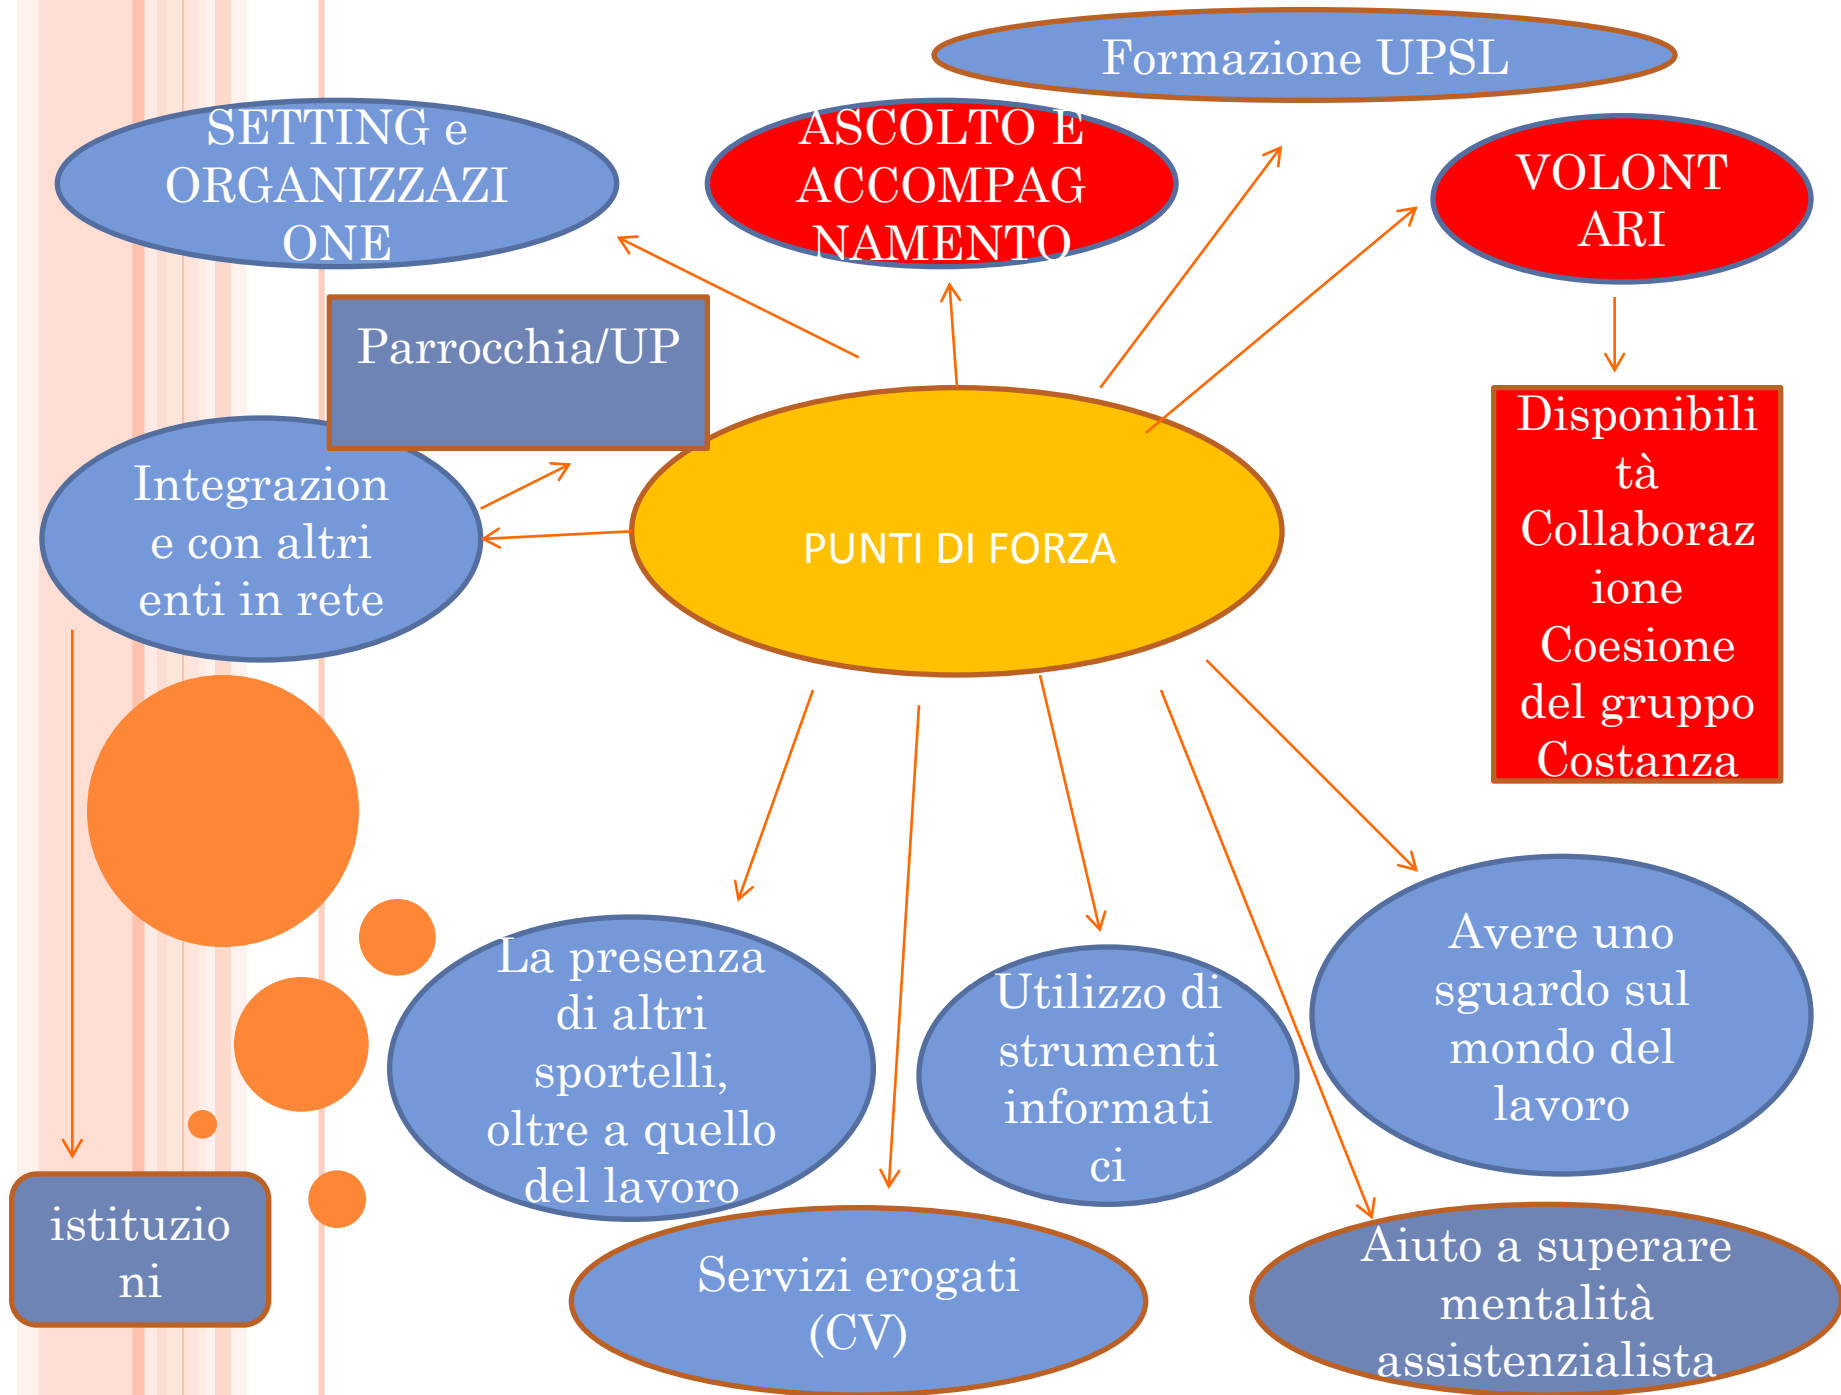 Formazione UPSL
SETTING e
ORGANIZZAZI
ONE
ASCOLTO E
ACCOMPAG
NAMENTO
VOLONT
ARI
Parrocchia/UP
Disponibili
tà
Collaboraz
ione
Coesione
del gruppo
Costanza
Integrazion
e con altri
enti in rete
PUNTI DI FORZA
La presenza
di altri
sportelli,
oltre a quello
del lavoro
Utilizzo di
strumenti
informati
ci
Avere uno
sguardo sul
mondo del
lavoro
istituzio
ni
Servizi erogati
(CV)
Aiuto a superare
mentalità
assistenzialista